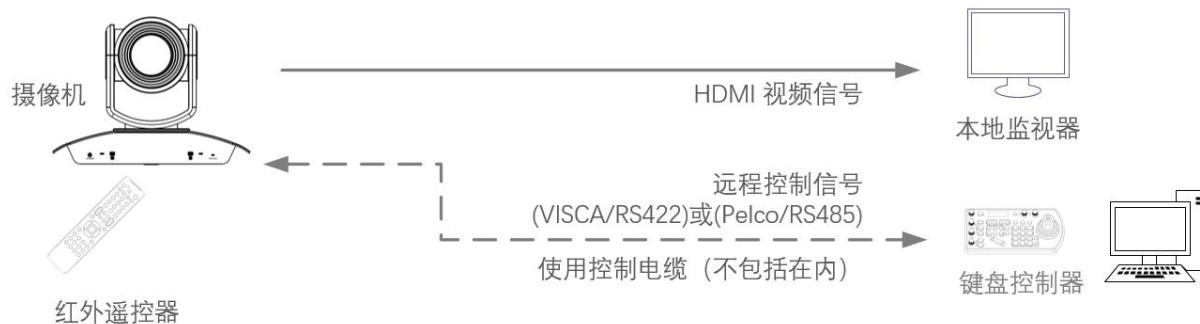 摄像机
HDMI 视频信号
本地监视器
远程控制信号
(VISCA/RS422)或(Pelco/RS485)
使用控制电缆（不包括在内）
键盘控制器
红外遥控器